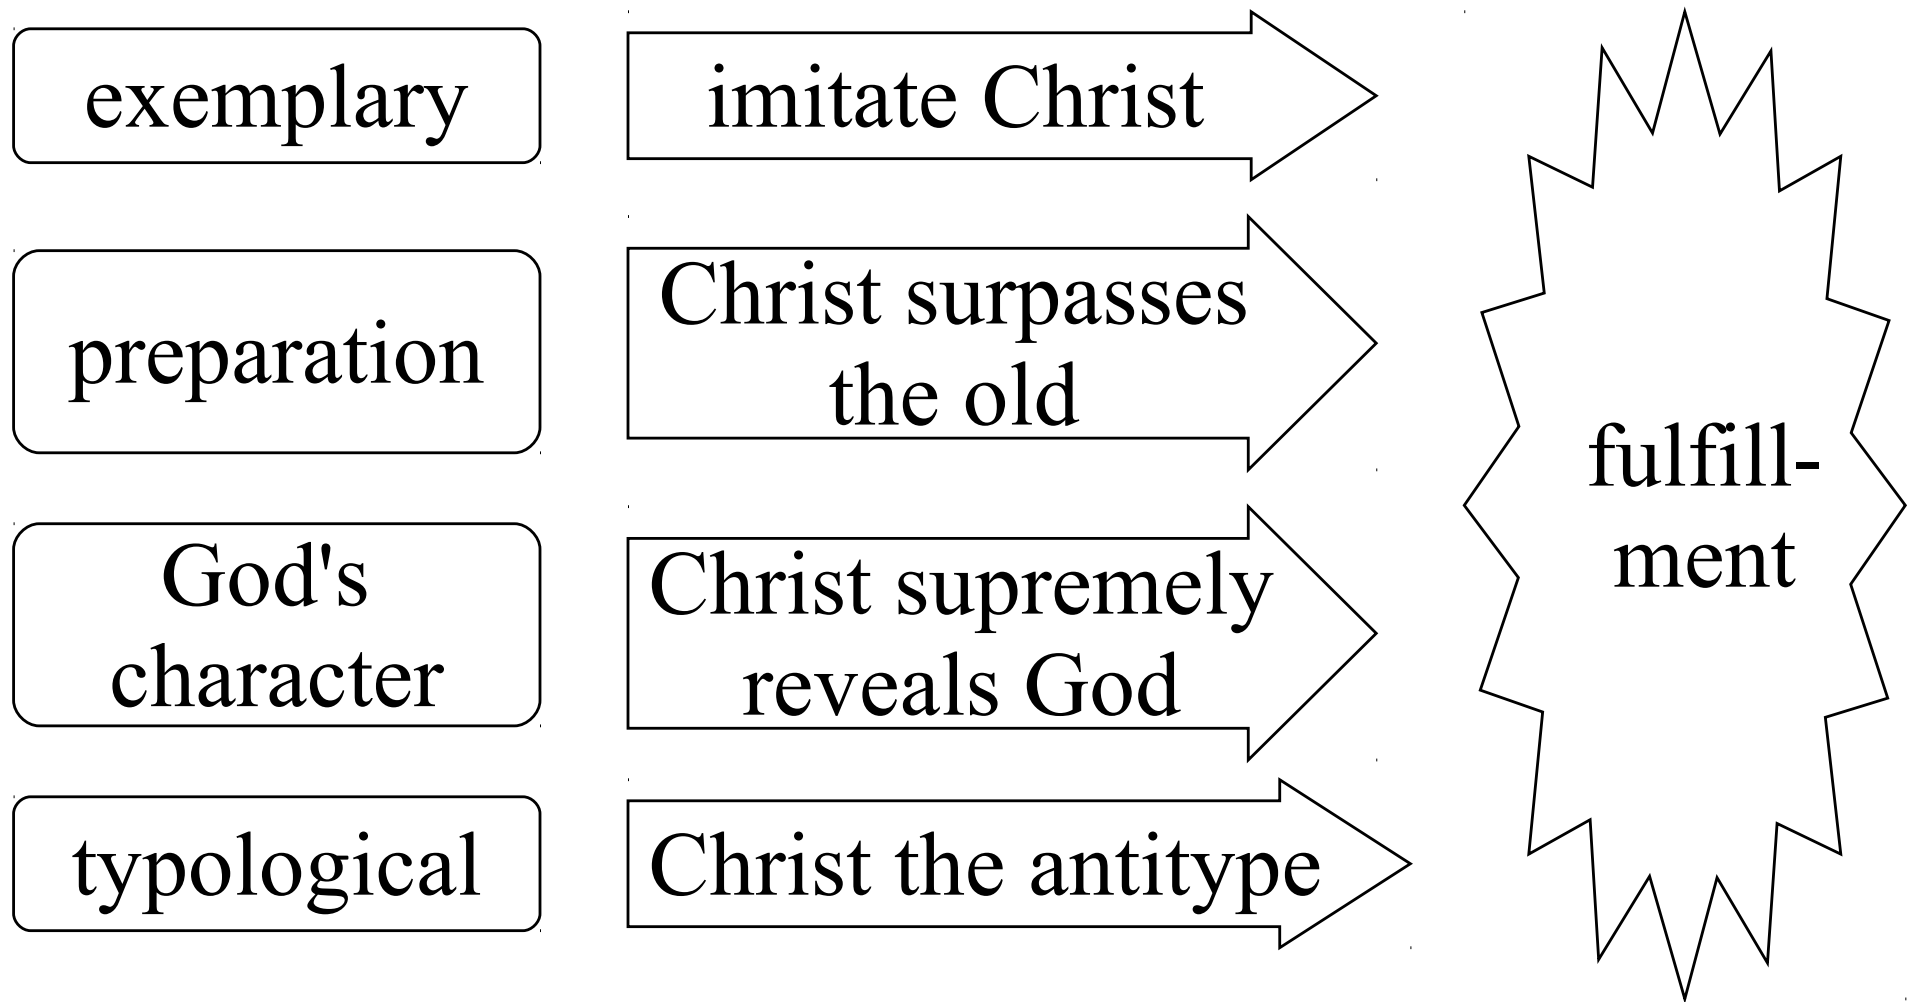 exemplary
imitate Christ
preparation
Christ surpasses
the old
God's
character
Christ supremely
reveals God
typological
Christ the antitype
fulfill-
ment